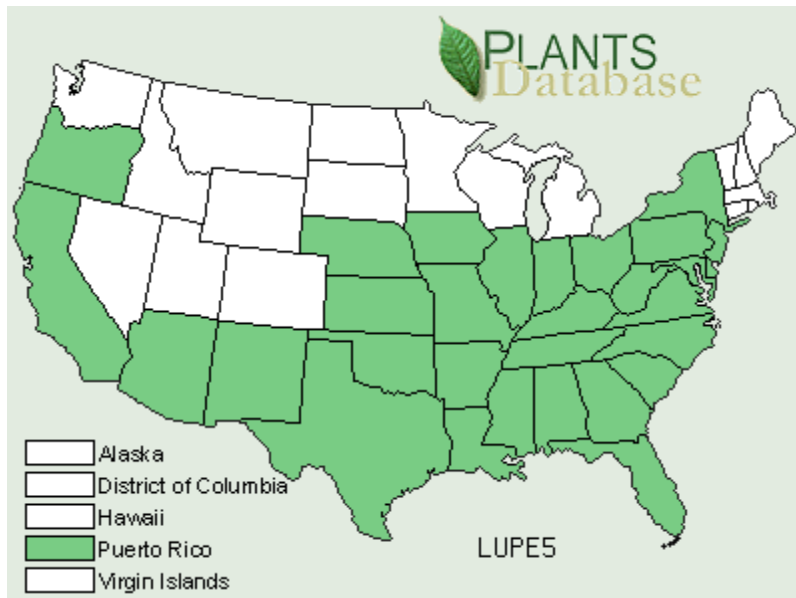 PLANTS
Database
Alaska
District of Columbia
Hawaii
Puerto Rico
Virgin Islands
LUPE5